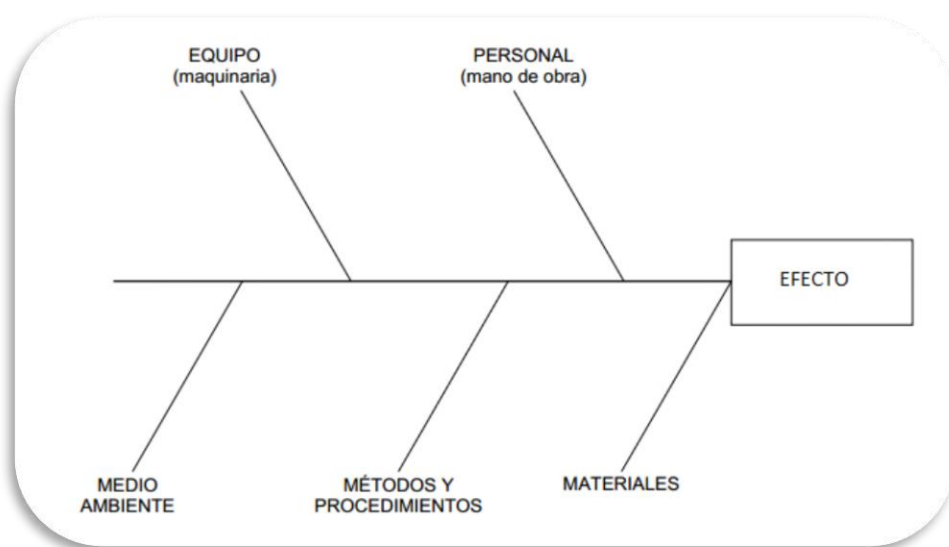 EQUIPO
(maquinaria)
PERSONAL
(mano de obra)
EFECTO
MEDIO
AMBIENTE
MÉTODOS Y
PROCEDIMIENTOS
MATERIALES